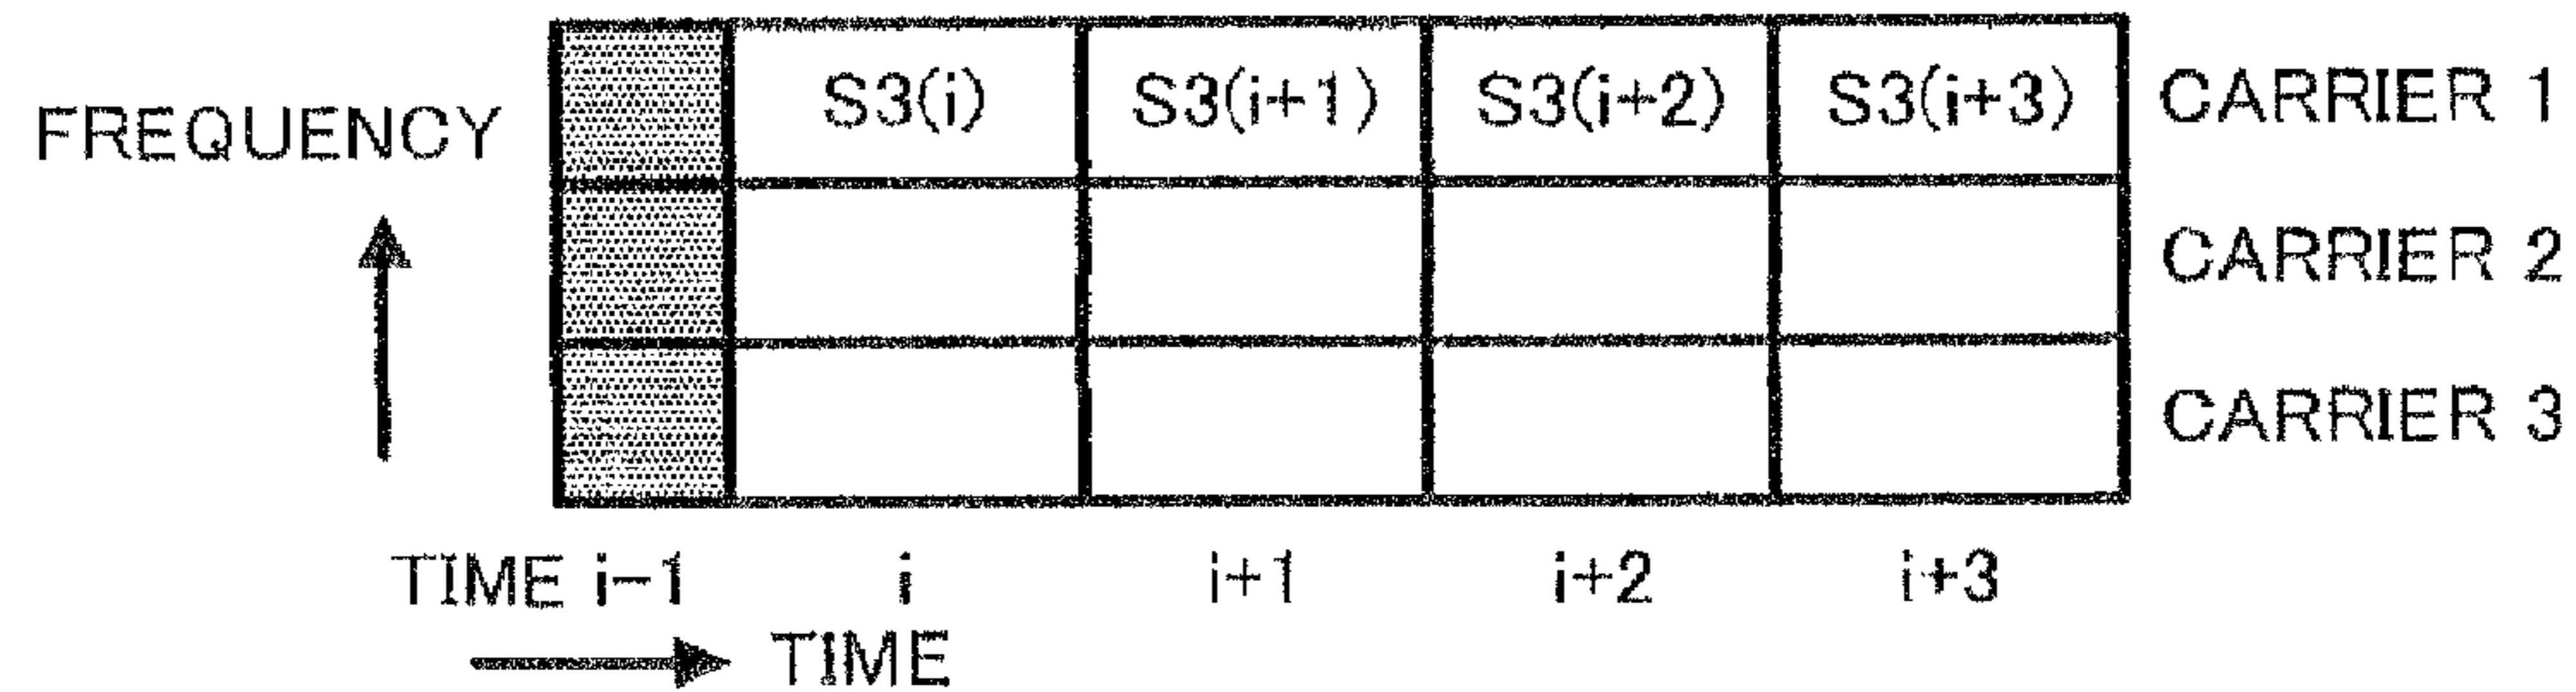 FREQUENCY S3(i) S3(i+1) S3(i+2) S3(i+3) CARRIER 1
CARRIER 2
CARRIER 3
TIME i−1 i i+1 i+2 i+3
TIME